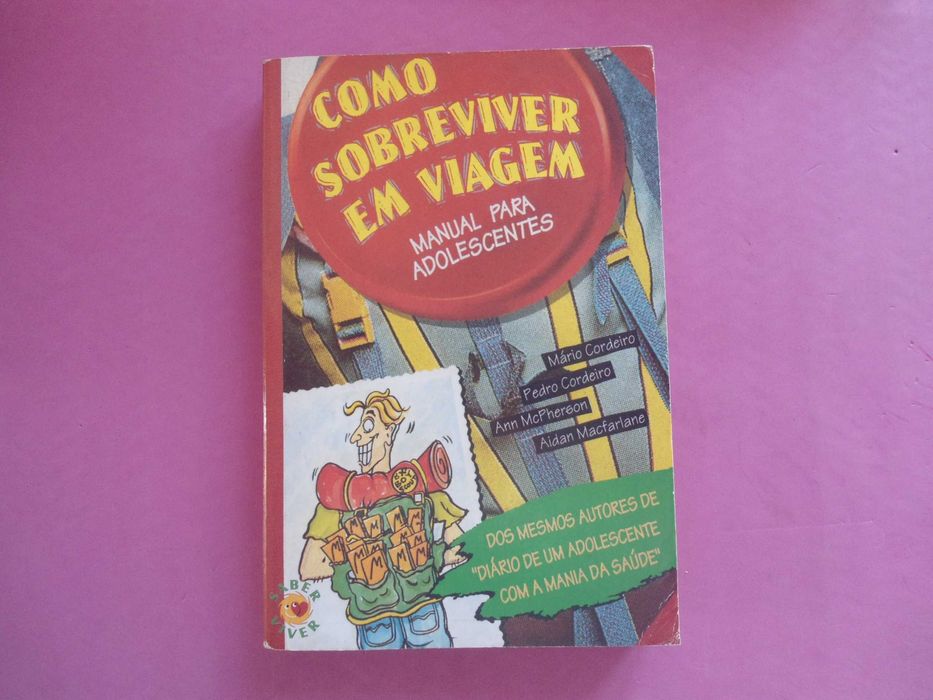 COMO
SOBREVIVER
EM VIAGEM
MANUAL PARA
ADOLESCENTES
Mário Cordeiro
Pedro Cordeiro
Ann McPherson
Aidan Macfarlane
M M M M
M M M M
DOS MESMOS AUTORES DE
"DIÁRIO DE UM ADOLESCENTE
COM A MANIA DA SAÚDE"
SABER
VIVER